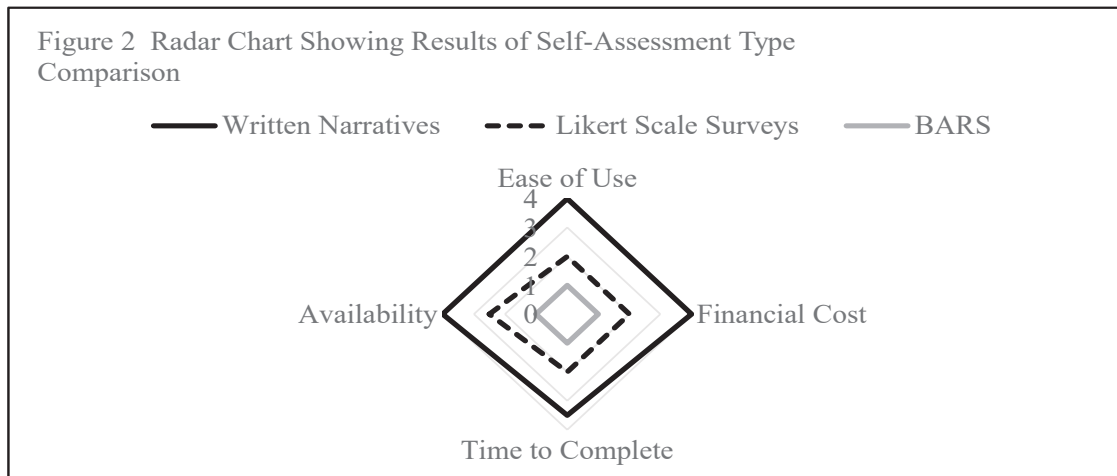 Figure 2 Radar Chart Showing Results of Self-Assessment Type
Comparison
Written Narratives Likert Scale Surveys BARS
Ease of Use
4
3
2
1
Availability 0 Financial Cost
Time to Complete